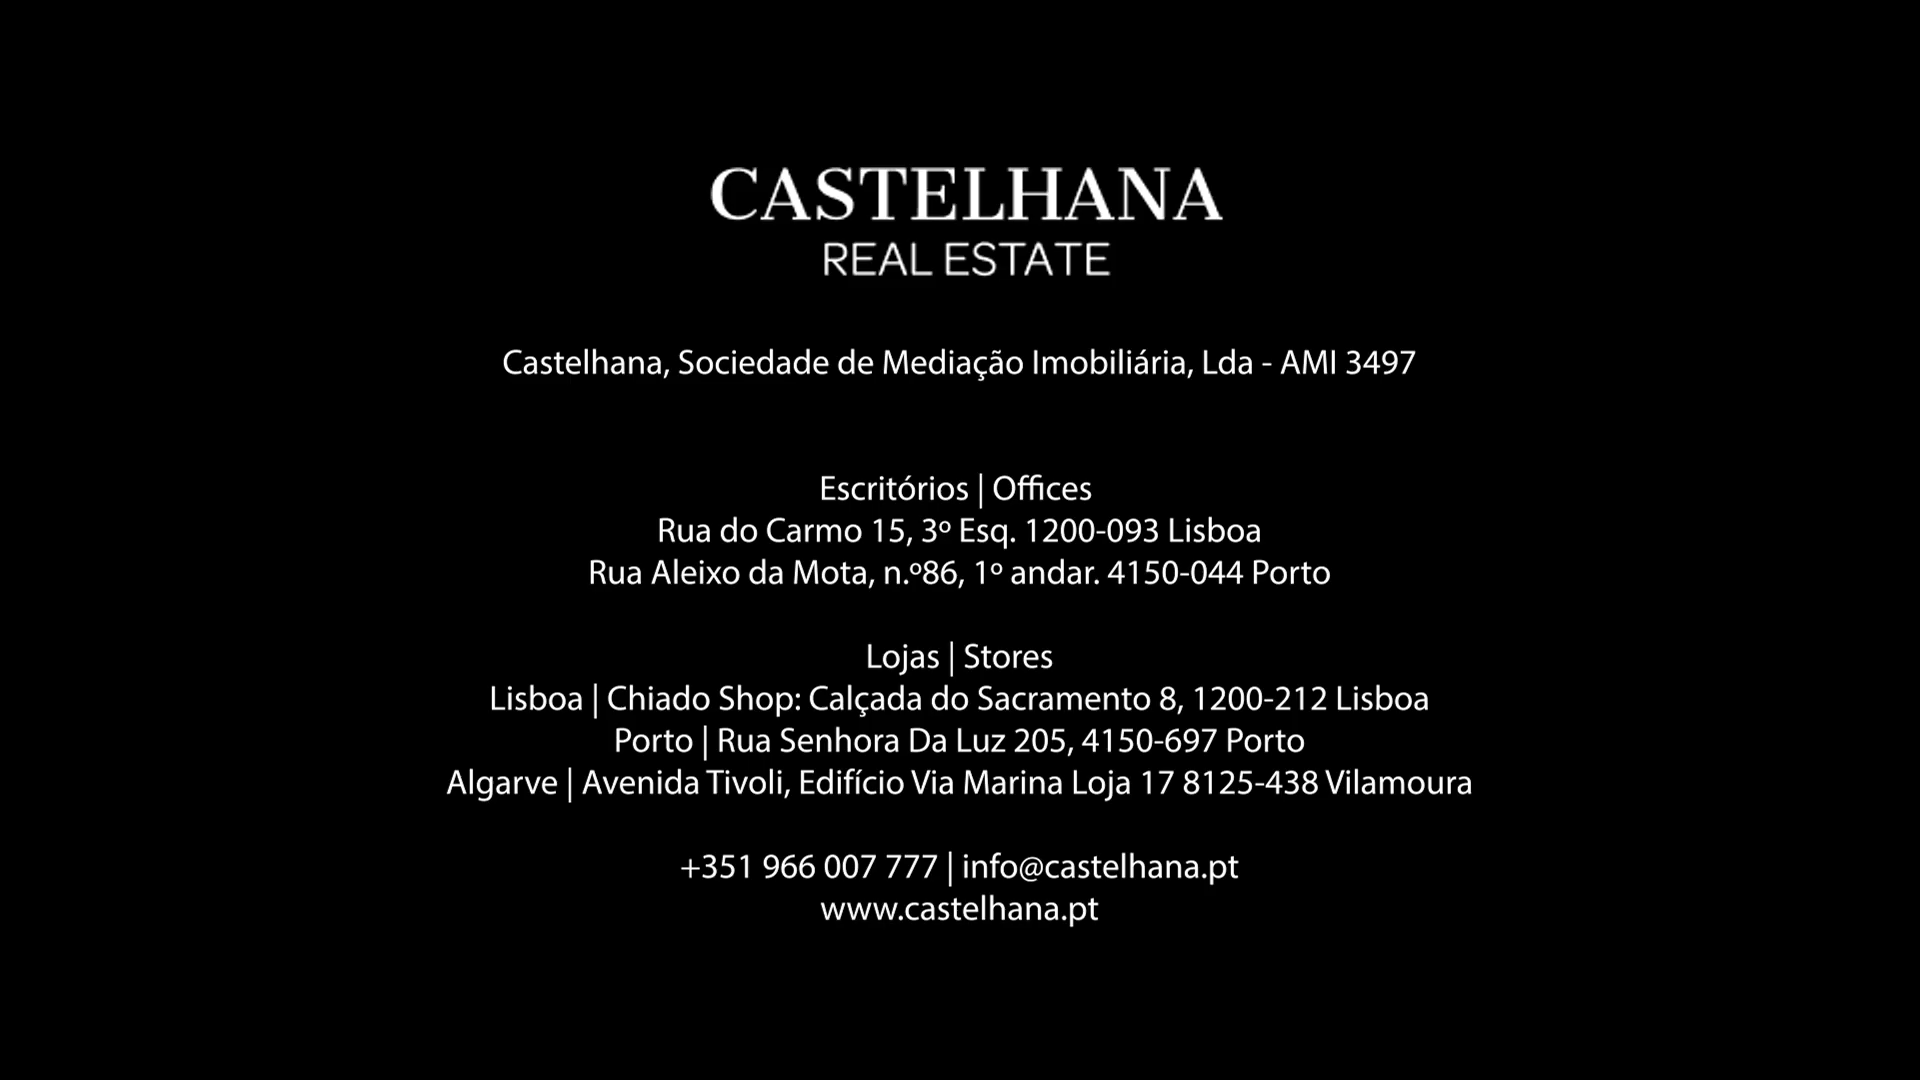 CASTELHANA
REAL ESTATE
Castelhana, Sociedade de Mediação Imobiliária, Lda - AMI 3497
Escritórios | Offices
Rua do Carmo 15, 3º Esq. 1200-093 Lisboa
Rua Aleixo da Mota, n.º86, 1º andar. 4150-044 Porto
Lojas | Stores
Lisboa | Chiado Shop: Calçada do Sacramento 8, 1200-212 Lisboa
Porto | Rua Senhora Da Luz 205, 4150-697 Porto
Algarve | Avenida Tivoli, Edifício Via Marina Loja 17 8125-438 Vilamoura
+351 966 007 777 | info@castelhana.pt
www.castelhana.pt